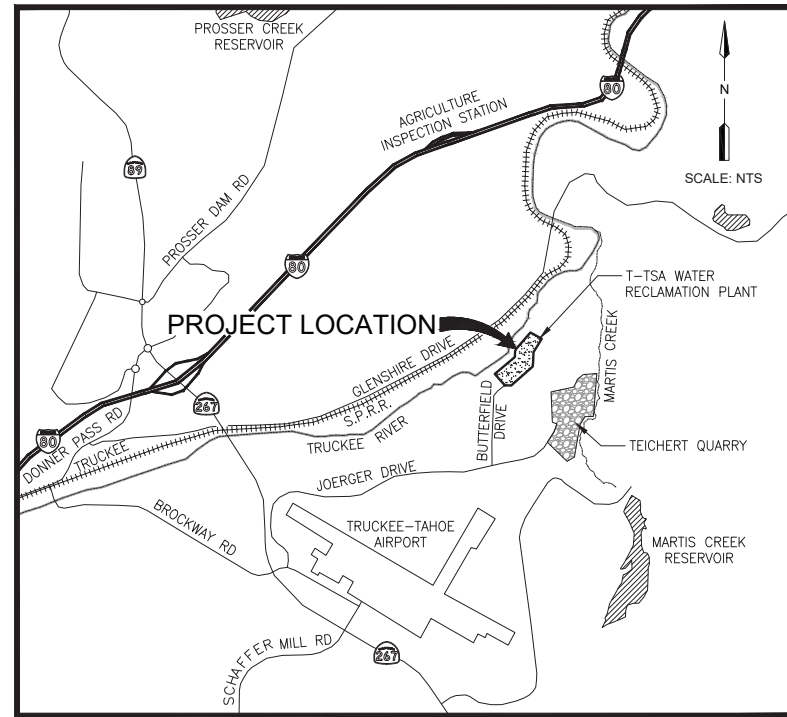 PROSSER CREEK
RESERVOIR
80
AGRICULTURE
INSPECTION STATION
N
SCALE: NTS
89
PROSSER DAM RD
80
T-TSA WATER
RECLAMATION PLANT
PROJECT LOCATION
GLENSHIRE DRIVE
MARTIS CREEK
S.P.R.R.
TRUCKEE RIVER
BUTTERFIELD
DRIVE
267
80
DONNER PASS RD
TRUCKEE
TEICHERT QUARRY
JOERGER DRIVE
BROCKWAY RD
TRUCKEE-TAHOE
AIRPORT
MARTIS CREEK
RESERVOIR
SCHAFFER MILL RD
267